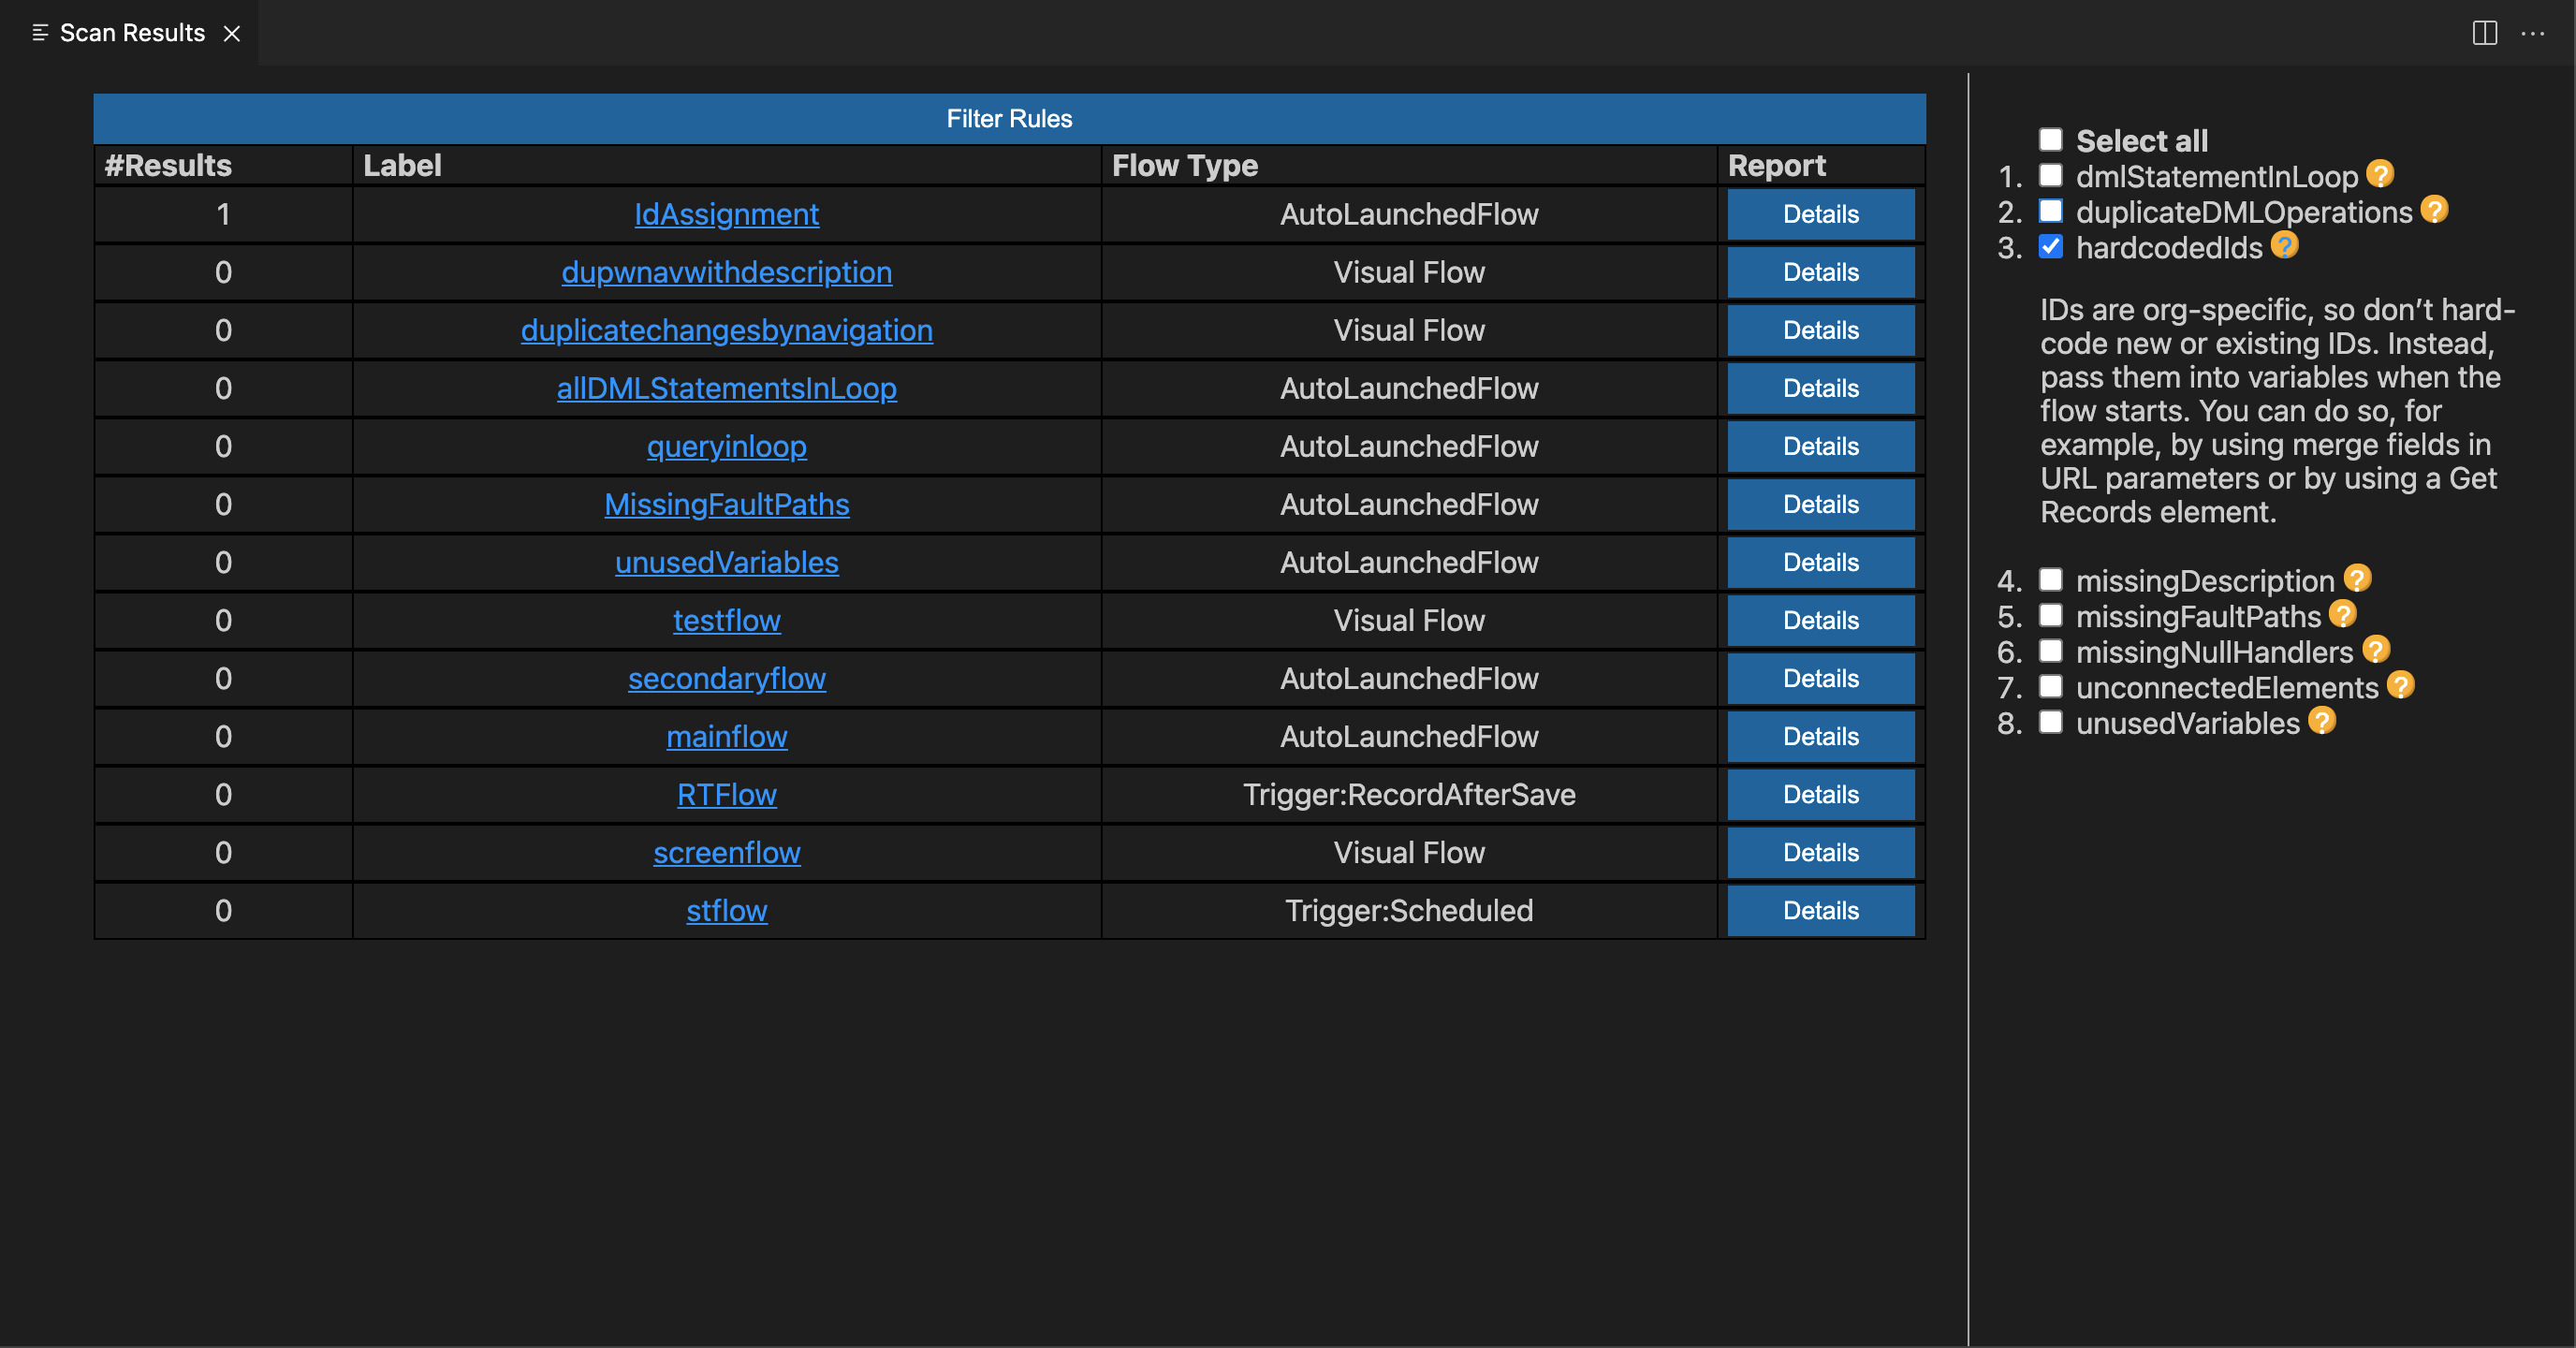 Scan Results
Filter Rules
#Results Label Flow Type Report
1 IdAssignment AutoLaunchedFlow Details
0 dupwnavwithdescription Visual Flow Details
0 duplicatechangesbynavigation Visual Flow Details
0 allDMLStatementsInLoop AutoLaunchedFlow Details
0 queryinloop AutoLaunchedFlow Details
0 MissingFaultPaths AutoLaunchedFlow Details
0 unusedVariables AutoLaunchedFlow Details
0 testflow Visual Flow Details
0 secondaryflow AutoLaunchedFlow Details
0 mainflow AutoLaunchedFlow Details
0 RTFlow Trigger:RecordAfterSave Details
0 screenflow Visual Flow Details
0 stflow Trigger:Scheduled Details
Select all
1. dmlStatementInLoop ?
2. duplicateDMLOperations ?
3. hardcodedIds ?
IDs are org-specific, so don’t hard-
code new or existing IDs. Instead,
pass them into variables when the
flow starts. You can do so, for
example, by using merge fields in
URL parameters or by using a Get
Records element.
4. missingDescription ?
5. missingFaultPaths ?
6. missingNullHandlers ?
7. unconnectedElements ?
8. unusedVariables ?